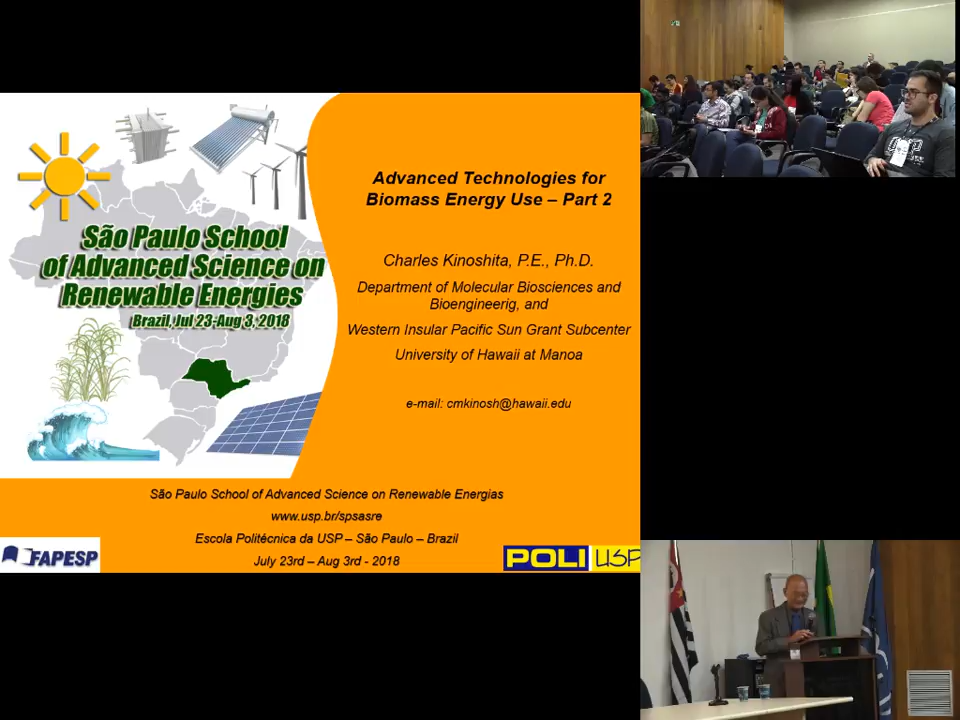 São Paulo School
of Advanced Science on
Renewable Energies
Brazil, Jul 23-Aug 3, 2018
Advanced Technologies for
Biomass Energy Use – Part 2
Charles Kinoshita, P.E., Ph.D.
Department of Molecular Biosciences and
Bioengineerig, and
Western Insular Pacific Sun Grant Subcenter
University of Hawaii at Manoa
e-mail: cmkinosh@hawaii.edu
São Paulo School of Advanced Science on Renewable Energias
www.usp.br/spsasre
Escola Politécnica da USP – São Paulo – Brazil
July 23rd – Aug 3rd - 2018
FAPESP
POLI USP